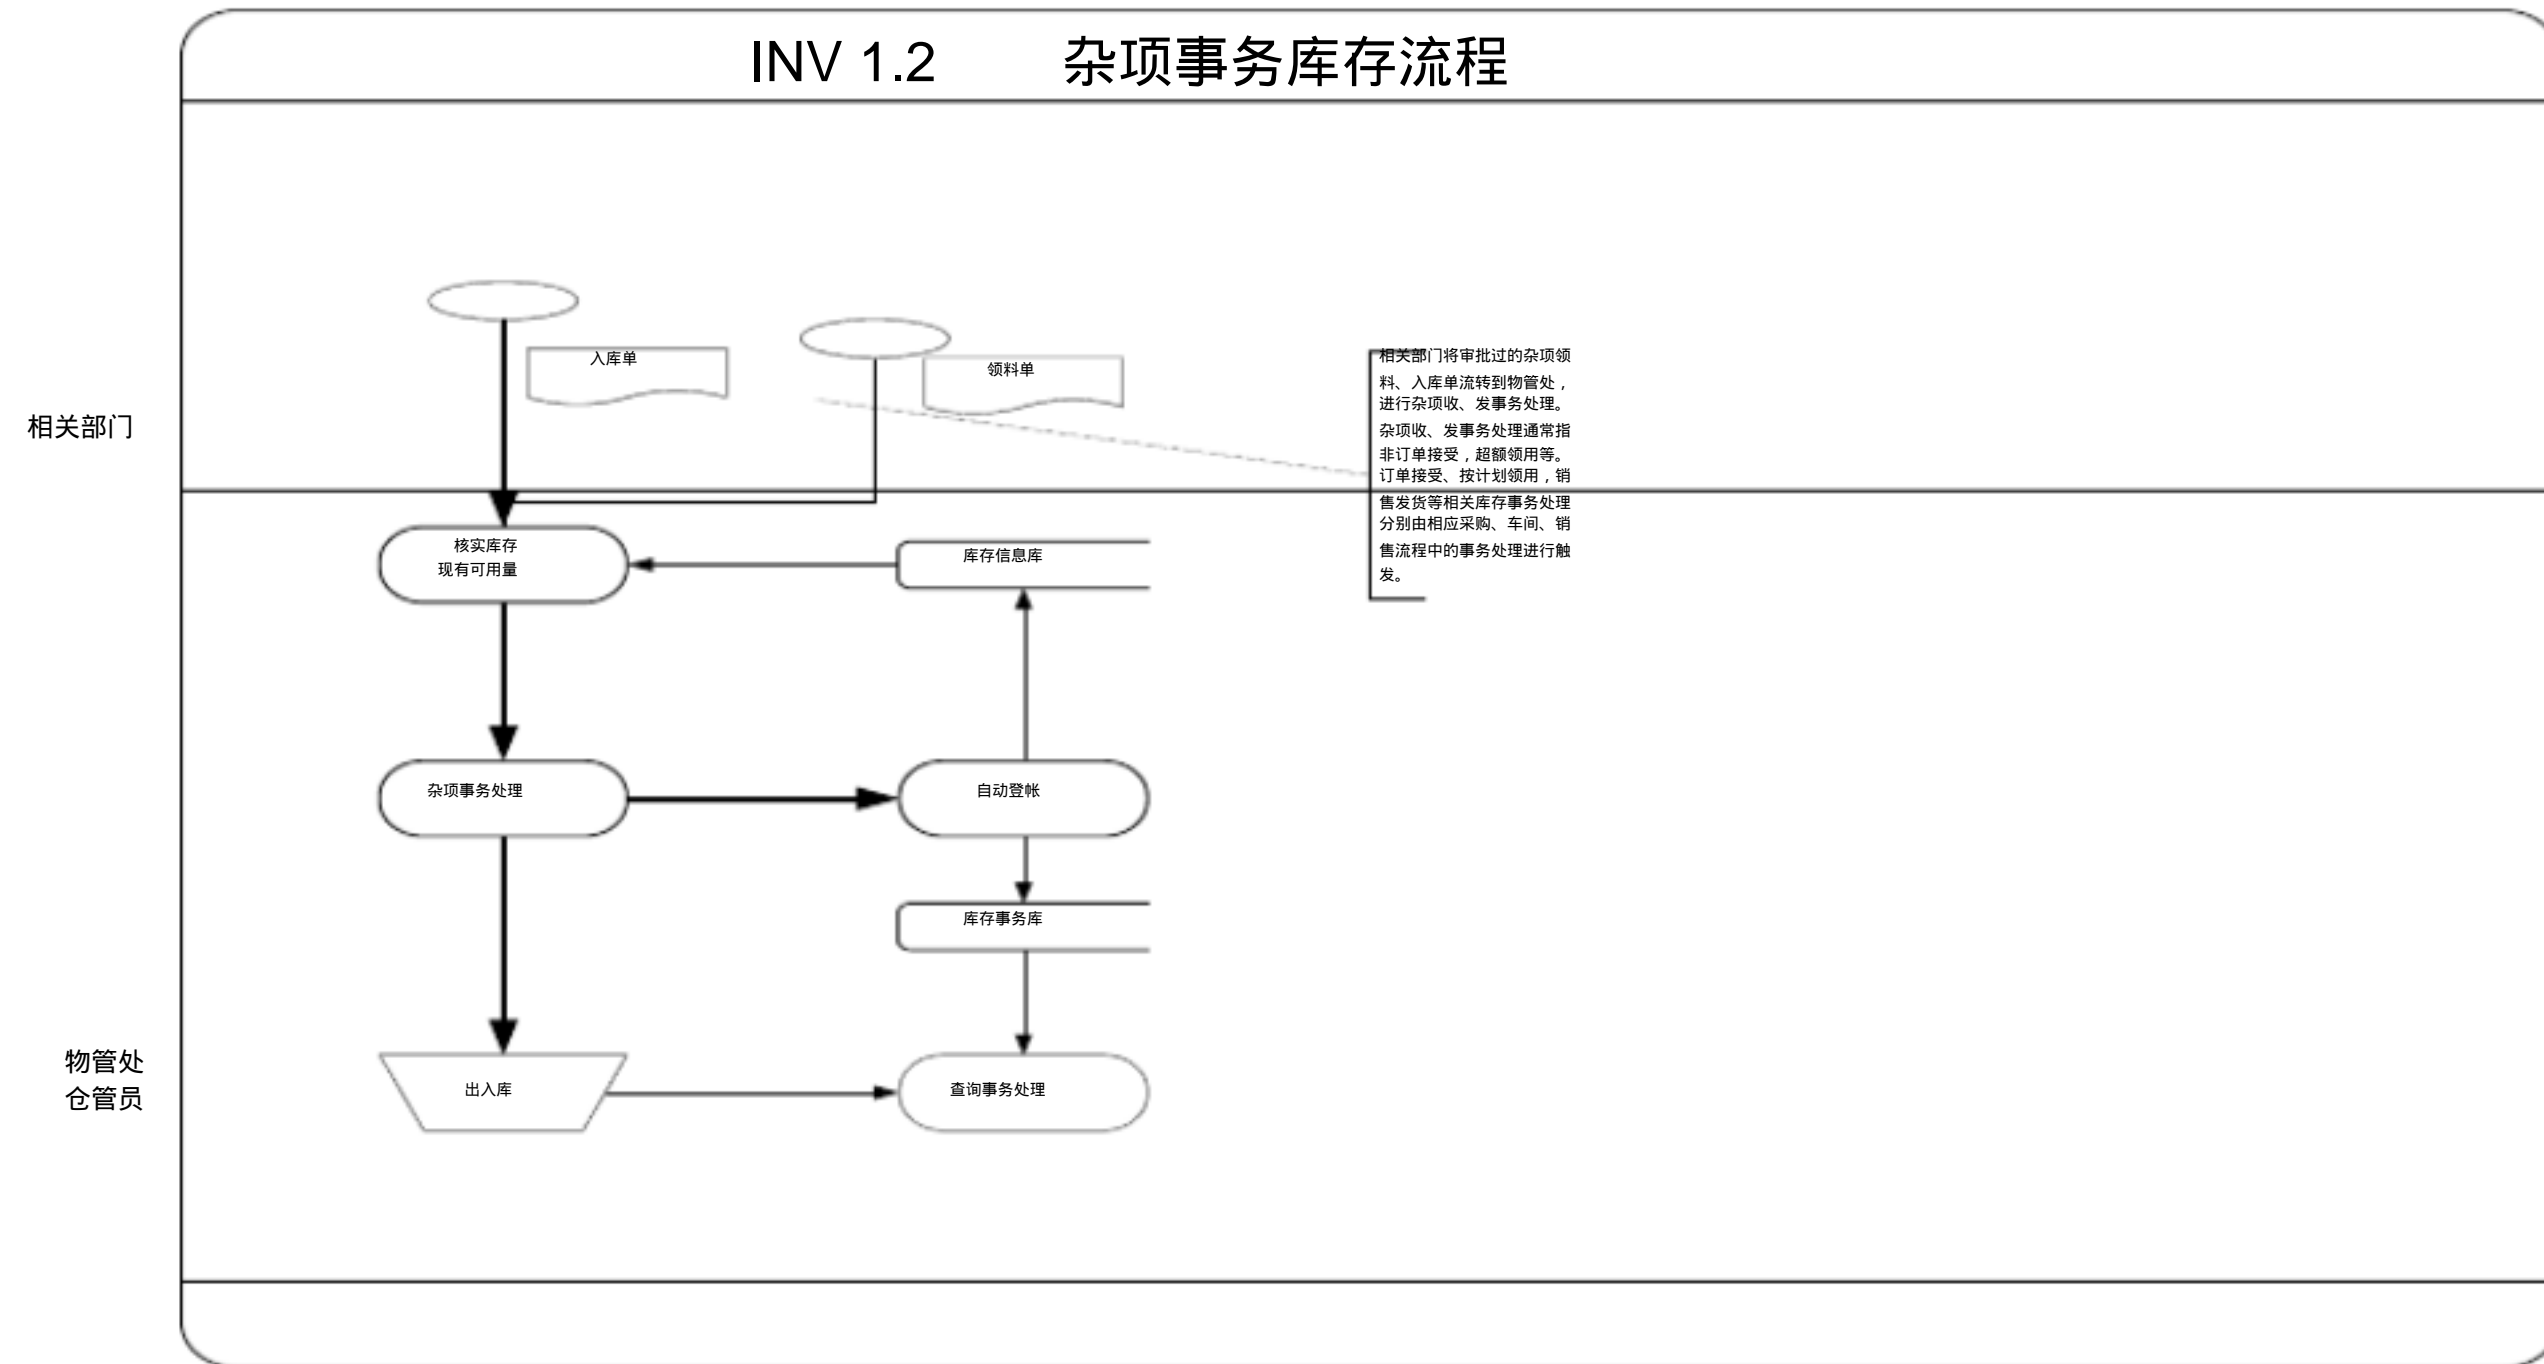 INV 1.2 杂项事务库存流程
入库单
领料单
相关部门
相关部门将审批过的杂项领
料、入库单流转到物管处，
进行杂项收、发事务处理。
杂项收、发事务处理通常指
非订单接受，超额领用等。
订单接受、按计划领用，销
售发货等相关库存事务处理
分别由相应采购、车间、销
售流程中的事务处理进行触
发。
核实库存
现有可用量
库存信息库
杂项事务处理
自动登帐
库存事务库
物管处
仓管员
出入库
查询事务处理